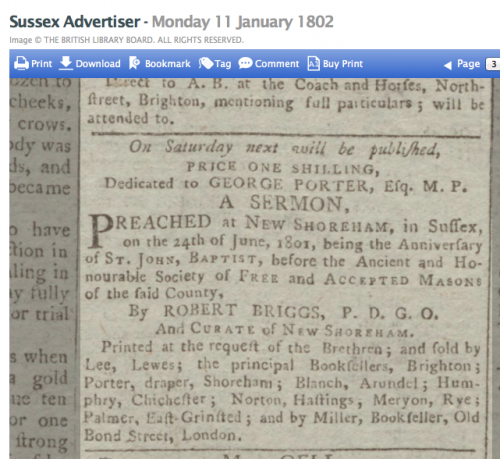 Sussex Advertiser - Monday 11 January 1802
Image © THE BRITISH LIBRARY BOARD. ALL RIGHTS RESERVED.
Print Download Bookmark Tag Comment Buy Print Page 3
to A. B. at the Coach and Horſes, North-
ſtreet, Brighton, mentioning full particulars; will be
attended to.
On Saturday next will be publiſhed,
PRICE ONE SHILLING,
Dedicated to GEORGE PORTER, Eſq. M. P.
A SERMON,
PREACHED at NEW SHOREHAM, in Suſſex,
on the 24th of June, 1801, being the Anniverſary
of ST. JOHN, BAPTIST, before the Ancient and Ho-
nourable Society of FREE and ACCEPTED MASONS
of the ſaid County,
By ROBERT BRIGGS, P. D. G. O.
And CURATE of NEW SHOREHAM.
Printed at the requeſt of the Brethren; and ſold by
Lee, Lewes; the principal Bookſellers, Brighton;
Porter, draper, Shoreham; Blanch, Arundel; Hum-
phry, Chicheſter; Norton, Haſtings; Meryon, Rye;
Palmer, Eaſt-Grinſted; and by Miller, Bookſeller, Old
Bond Street, London.
cheeks,
crows.
dy was
ds, and
became
have
tion in
ling in
y fully
or trial
s when
gold
ten
or one
ſtrong